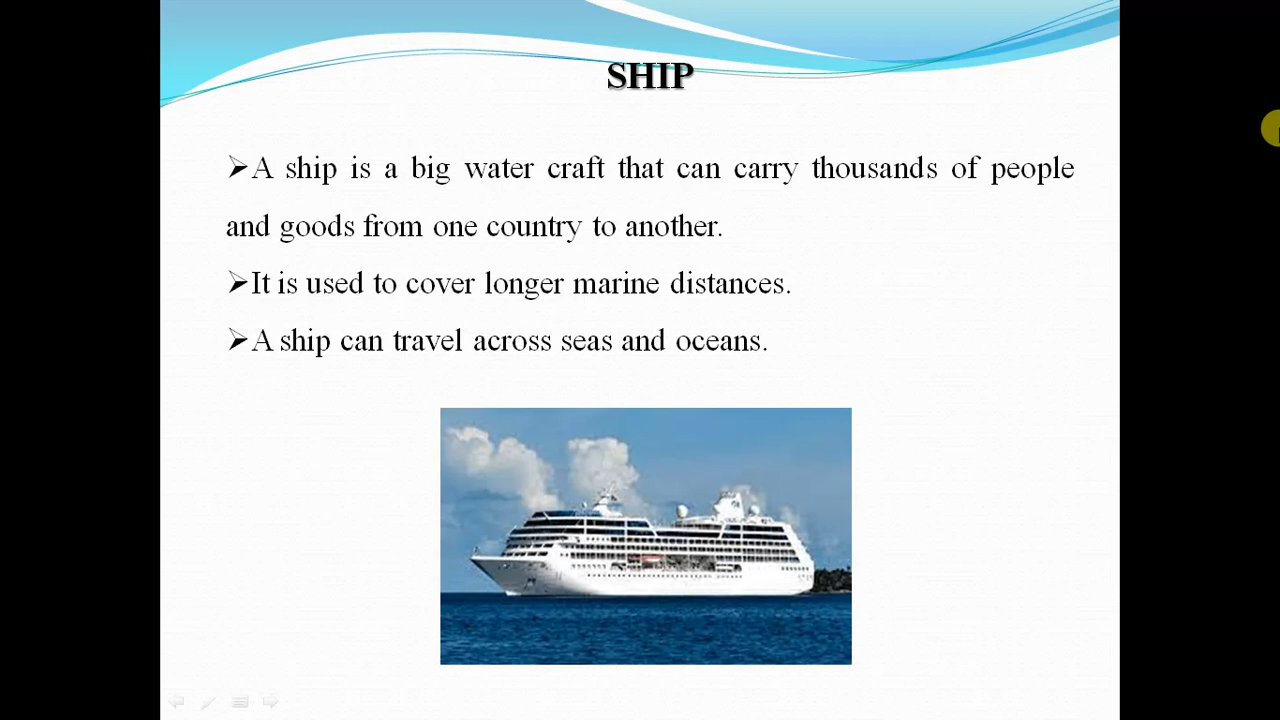 SHIP
➢A ship is a big water craft that can carry thousands of people
and goods from one country to another.
➢It is used to cover longer marine distances.
➢A ship can travel across seas and oceans.